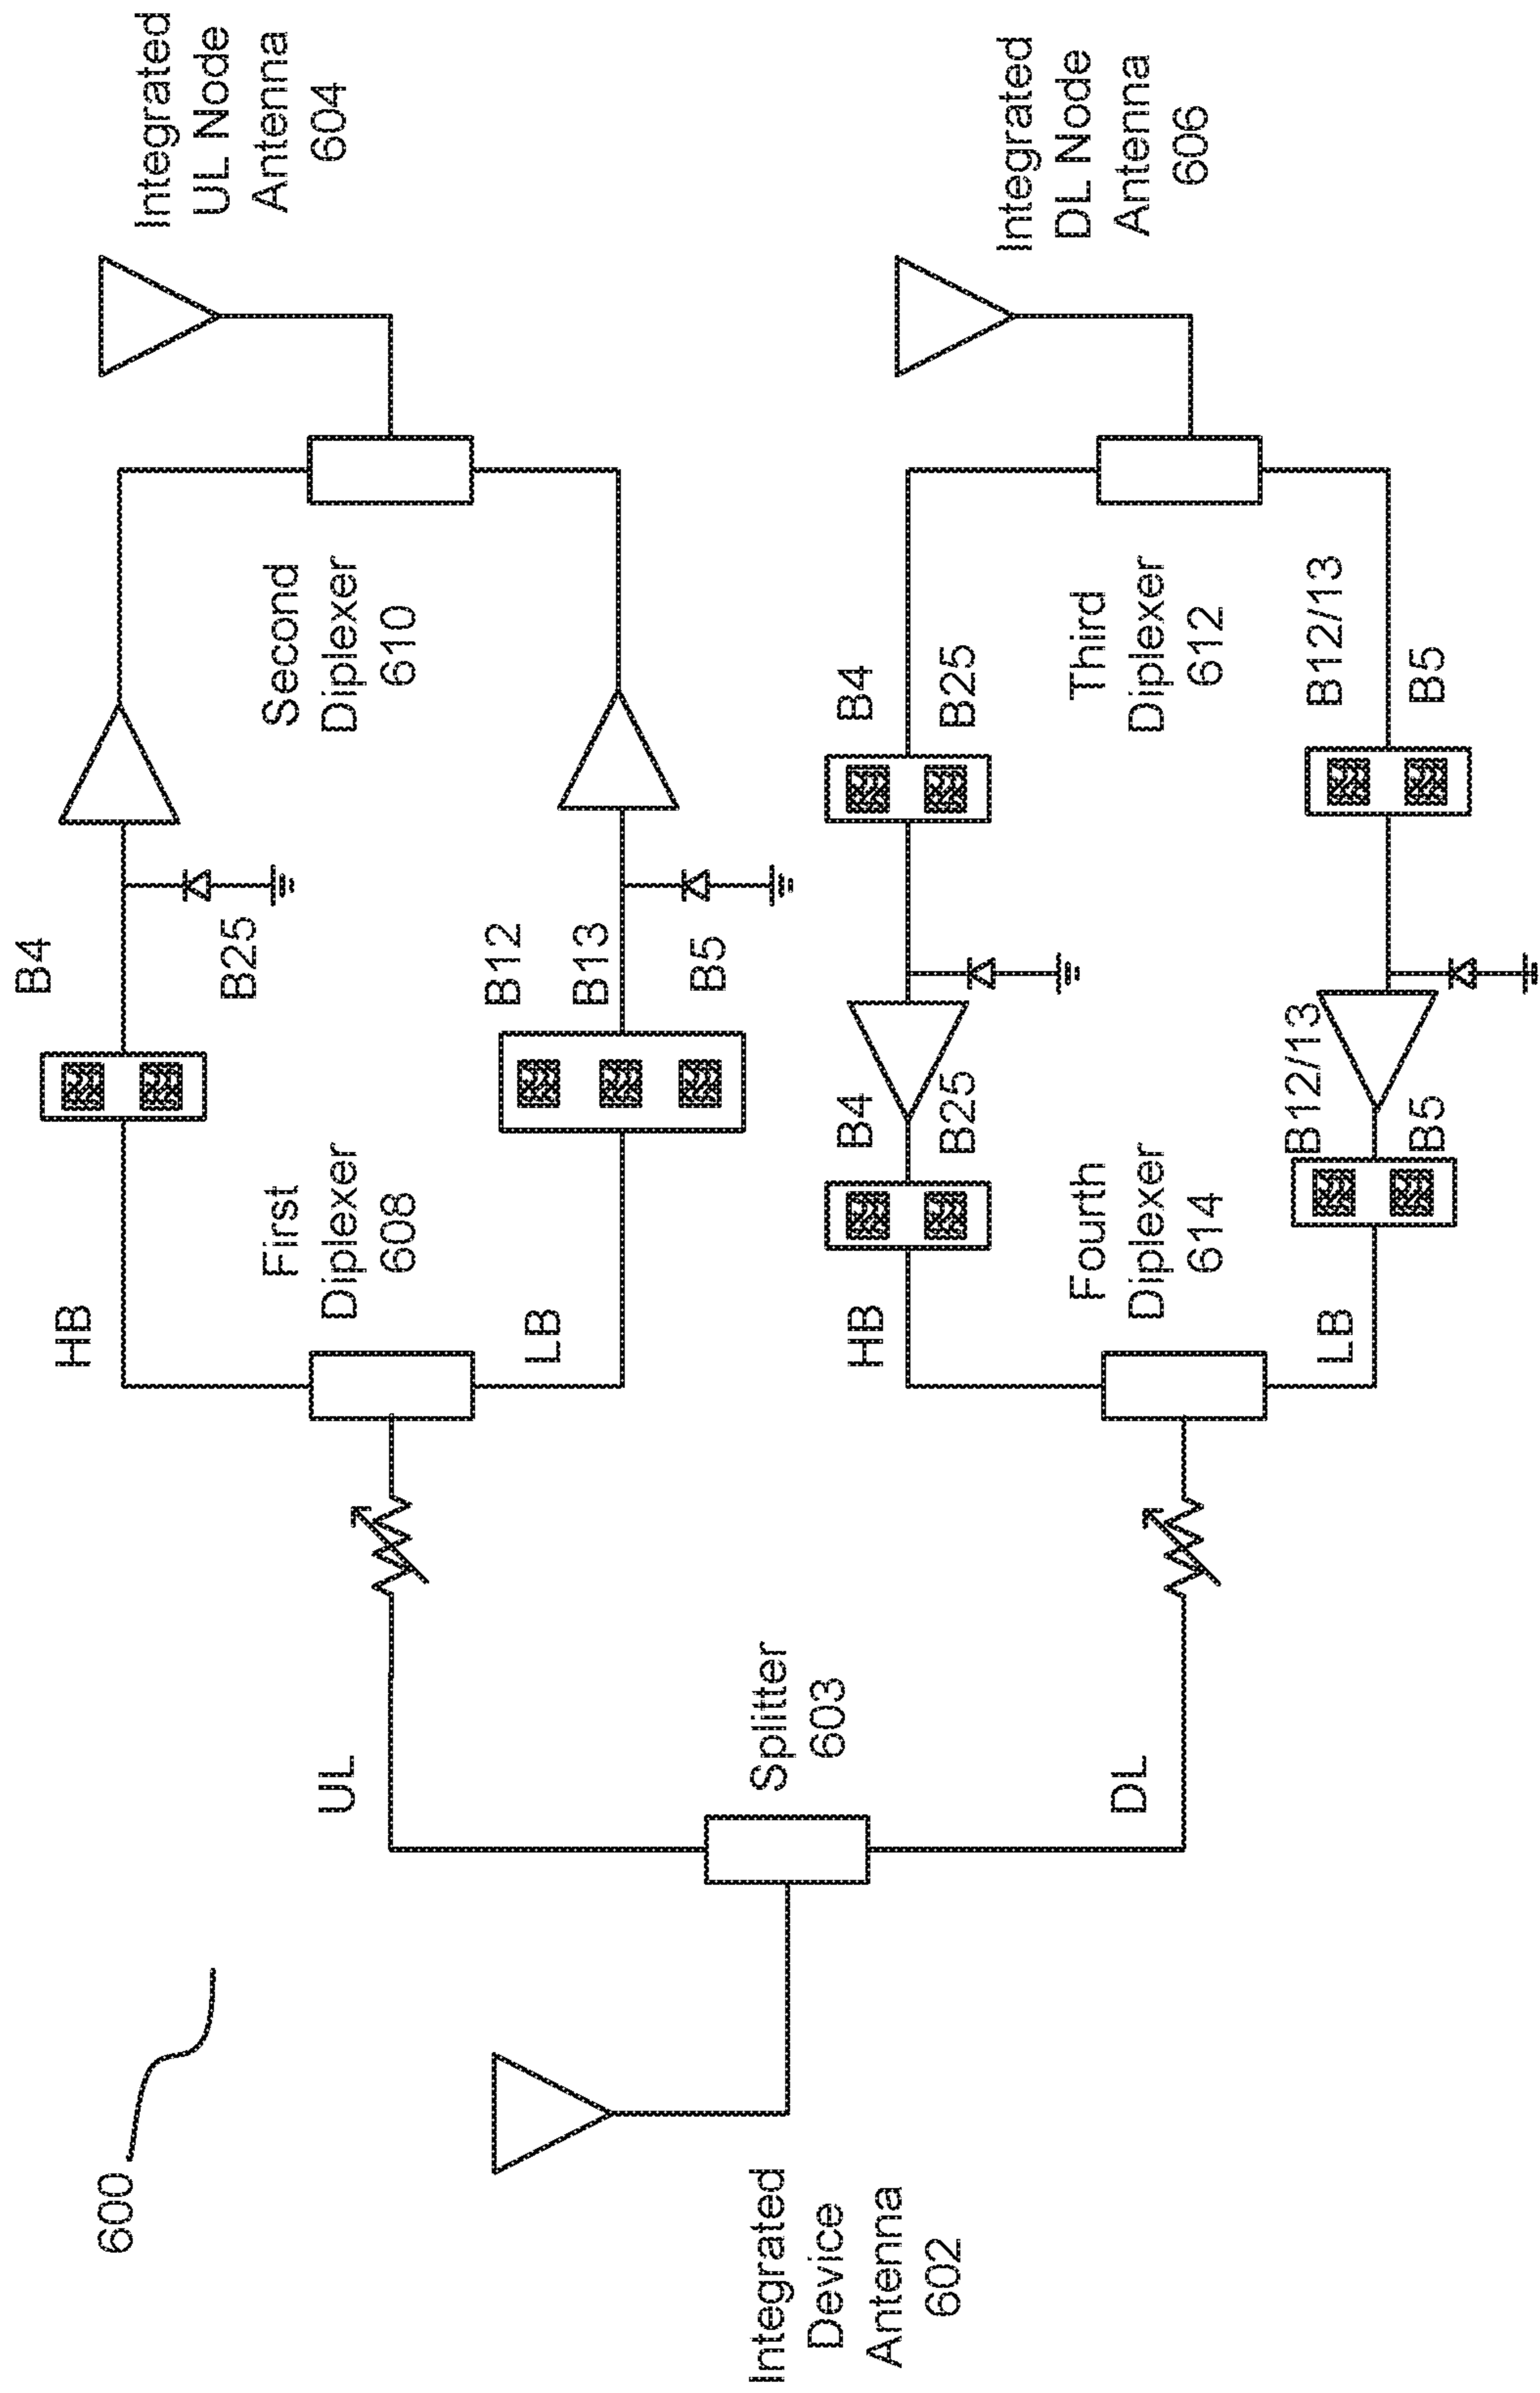 600
Integrated
Device
Antenna
602
Splitter
603
UL
DL
HB
First
Diplexer
608
LB
B4
B25
B12
B13
B5
Second
Diplexer
610
Integrated
UL Node
Antenna
604
HB
Fourth
Diplexer
614
LB
B4
B25
B12/13
B5
B4
B25
Third
Diplexer
612
B12/13
B5
Integrated
DL Node
Antenna
606